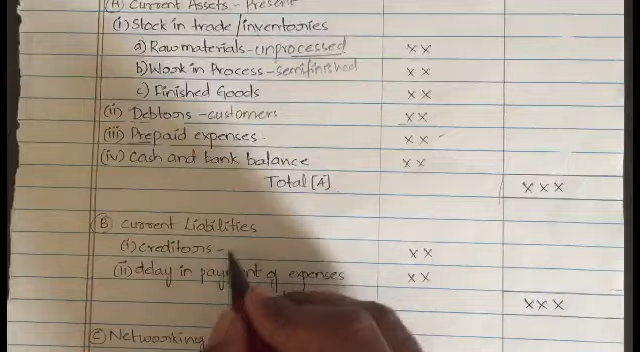 (A) Current Assets - Present
(i) Stock in trade/inventories
a) Raw materials - unprocessed xx
b) Work in Process - semifinished xx
c) Finished Goods xx
(ii) Debtors - customers xx
(iii) Prepaid expenses xx
(iv) Cash and bank balance xx
Total [A] xxx
(B) Current Liabilities
(i) Creditors - xx
(ii) delay in payment of expenses xx
xxx
(C) Networking